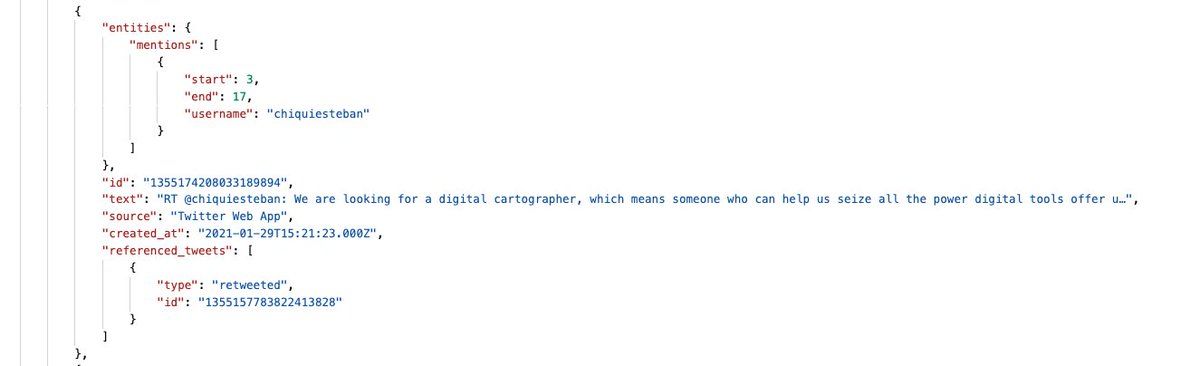 {
"entities": {
"mentions": [
{
"start": 3,
"end": 17,
"username": "chiquiesteban"
}
]
},
"id": "1355174208033189894",
"text": "RT @chiquiesteban: We are looking for a digital cartographer, which means someone who can help us seize all the power digital tools offer u…",
"source": "Twitter Web App",
"created_at": "2021-01-29T15:21:23.000Z",
"referenced_tweets": [
{
"type": "retweeted",
"id": "1355157783822413828"
}
]
},